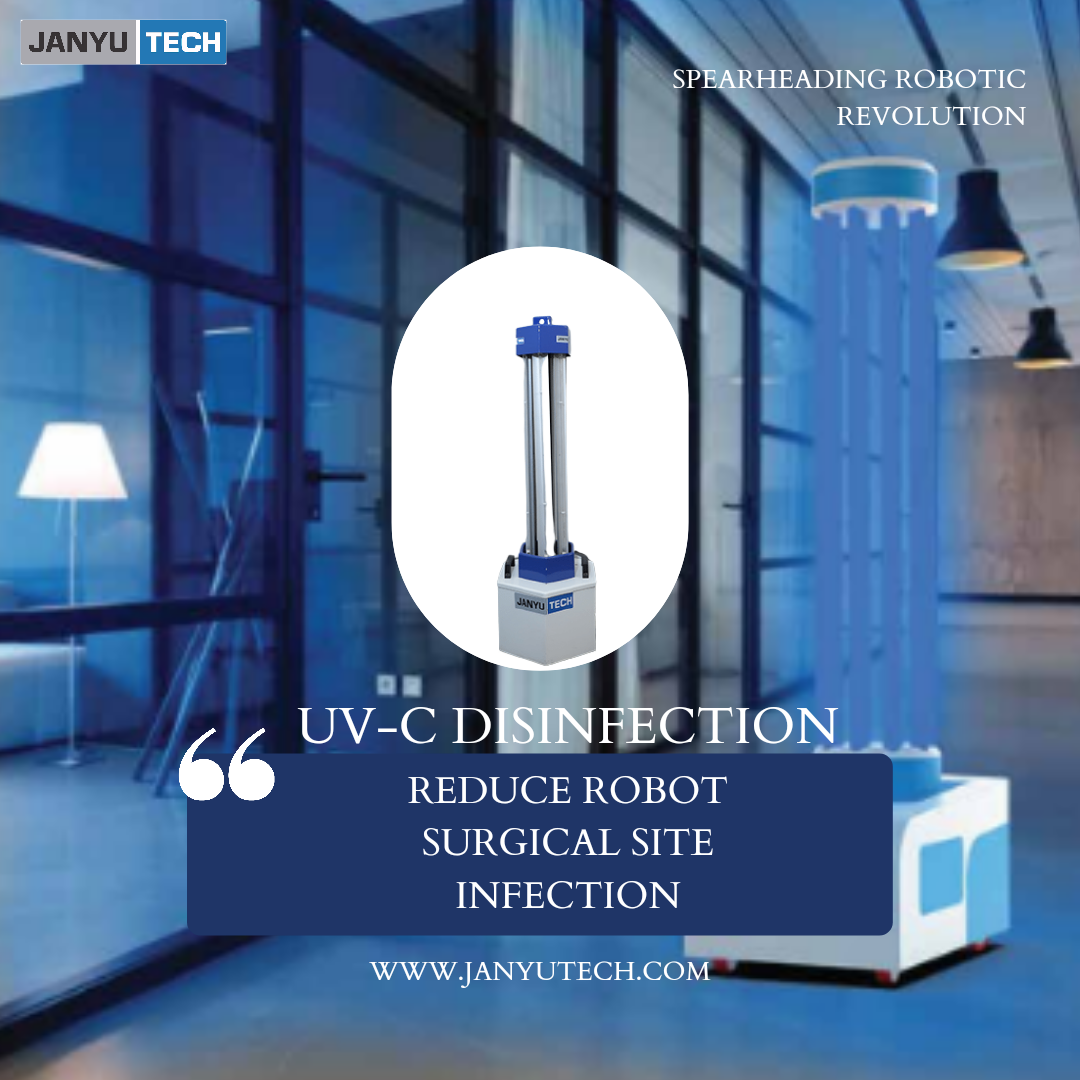 JANYU TECH
SPEARHEADING ROBOTIC
REVOLUTION
JANYU TECH
UV-C DISINFECTION
“
REDUCE ROBOT
SURGICAL SITE
INFECTION
WWW.JANYUTECH.COM